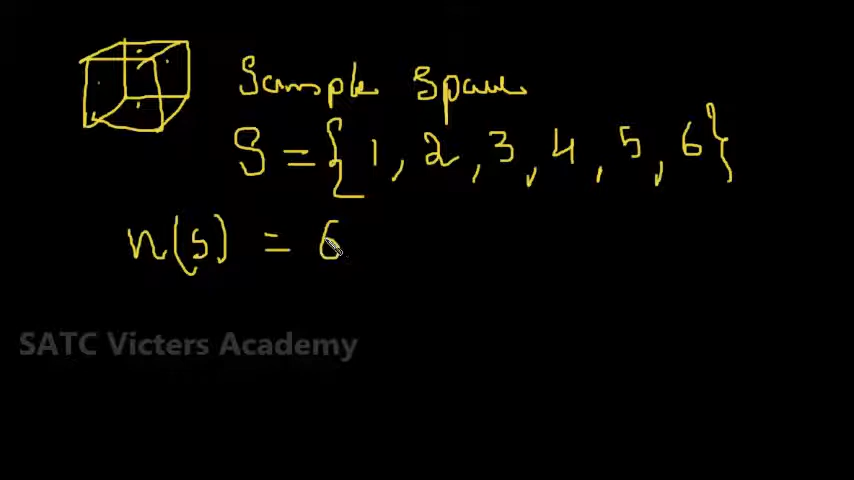 Sample Space
S = {1, 2, 3, 4, 5, 6}
n(s) = 6
SATC Victers Academy